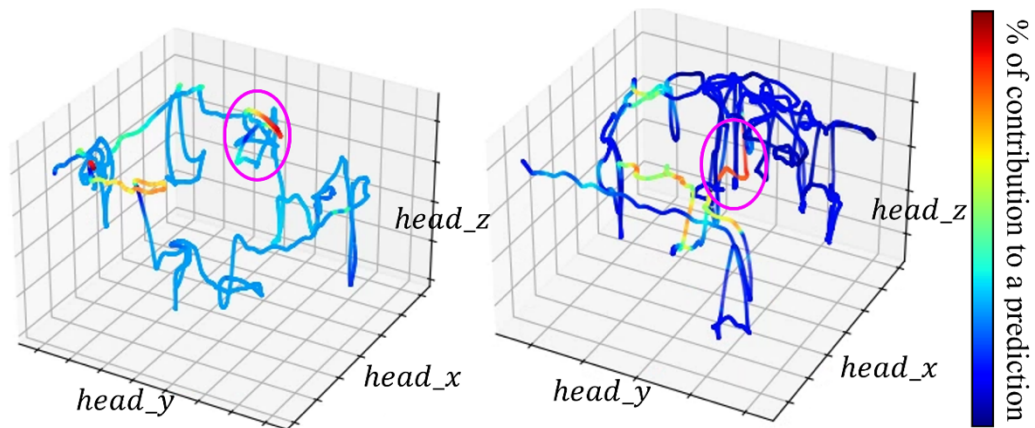 head_z
head_x
head_y
head_z
head_x
head_y
% of contribution to a prediction